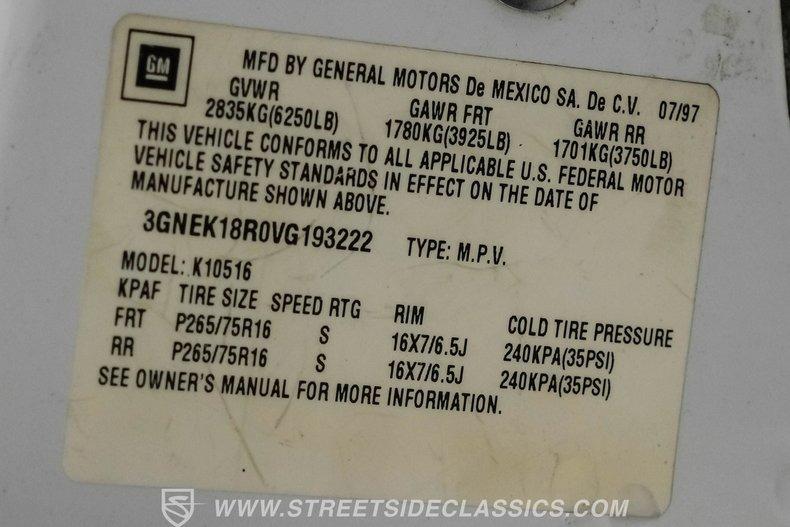 GM
MFD BY GENERAL MOTORS De MEXICO SA. De C.V. 07/97
GVWR GAWR FRT GAWR RR
2835KG(6250LB) 1780KG(3925LB) 1701KG(3750LB)
THIS VEHICLE CONFORMS TO ALL APPLICABLE U.S. FEDERAL MOTOR
VEHICLE SAFETY STANDARDS IN EFFECT ON THE DATE OF
MANUFACTURE SHOWN ABOVE.
3GNEK18R0VG193222 TYPE: M.P.V.
MODEL: K10516
KPAF TIRE SIZE SPEED RTG RIM COLD TIRE PRESSURE
FRT P265/75R16 S 16X7/6.5J 240KPA(35PSI)
RR P265/75R16 S 16X7/6.5J 240KPA(35PSI)
SEE OWNER'S MANUAL FOR MORE INFORMATION.
WWW.STREETSIDECLASSICS.COM